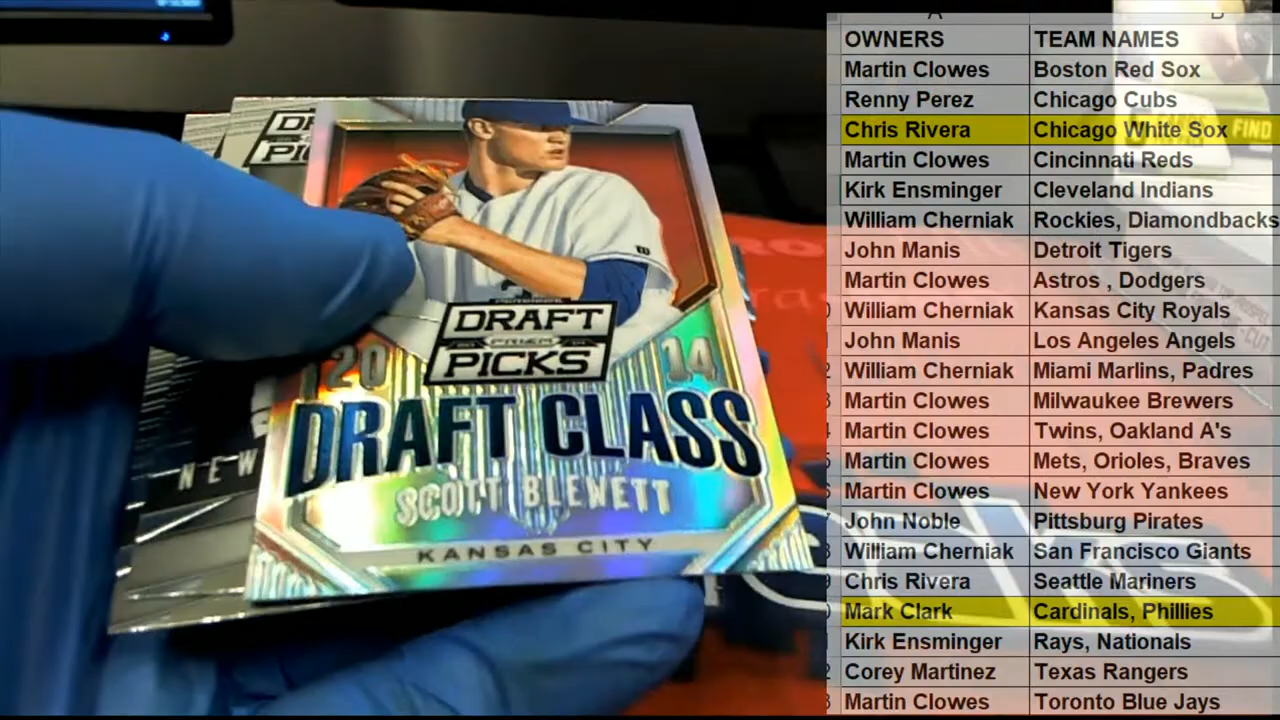 OWNERS TEAM NAMES
Martin Clowes Boston Red Sox
Renny Perez Chicago Cubs
Chris Rivera Chicago White Sox
Martin Clowes Cincinnati Reds
Kirk Ensminger Cleveland Indians
William Cherniak Rockies, Diamondbacks
John Manis Detroit Tigers
Martin Clowes Astros , Dodgers
William Cherniak Kansas City Royals
John Manis Los Angeles Angels
William Cherniak Miami Marlins, Padres
Martin Clowes Milwaukee Brewers
Martin Clowes Twins, Oakland A's
Martin Clowes Mets, Orioles, Braves
Martin Clowes New York Yankees
John Noble Pittsburg Pirates
William Cherniak San Francisco Giants
Chris Rivera Seattle Mariners
Mark Clark Cardinals, Phillies
Kirk Ensminger Rays, Nationals
Corey Martinez Texas Rangers
Martin Clowes Toronto Blue Jays
FIND
DRAFT
PRIZM
PICKS
20 14
DRAFT CLASS
SCOTT BLEWETT
KANSAS CITY
NEW